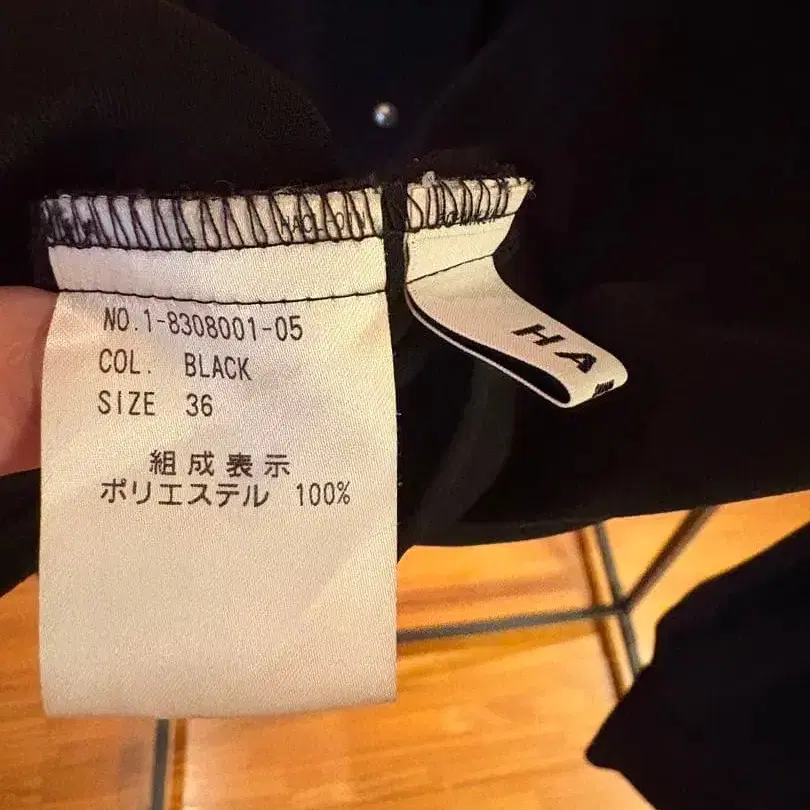 NO.1-8308001-05
COL. BLACK
SIZE 36
組成表示
ポリエステル 100%
HA